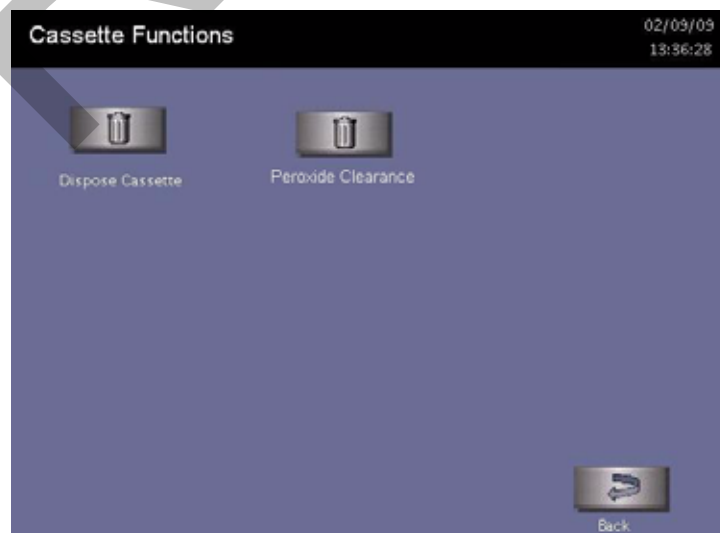 Cassette Functions
02/09/09
13:36:28
Dispose Cassette
Peroxide Clearance
Back